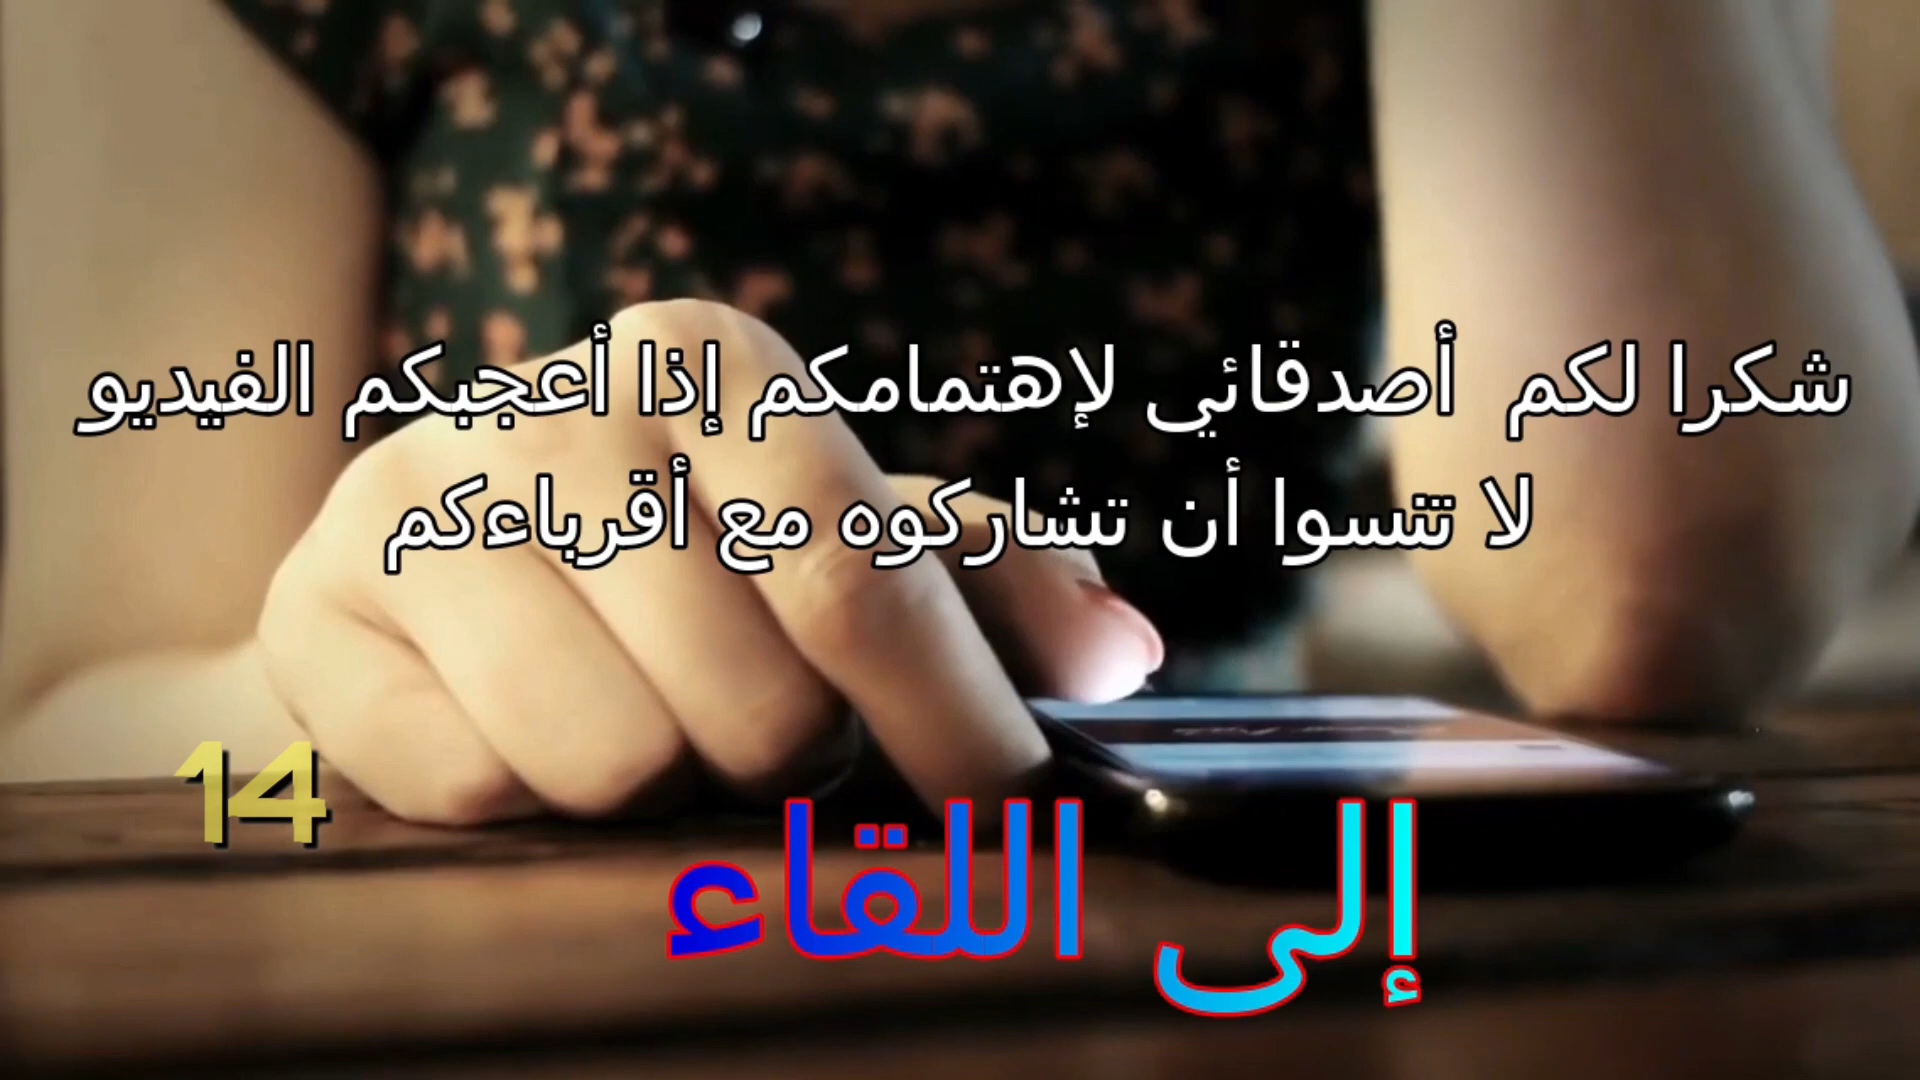 شكرا لكم أصدقائي لإهتمامكم إذا أعجبكم الفيديو
لا تنسوا أن تشاركوه مع أقرباءكم
14
إلى اللقاء